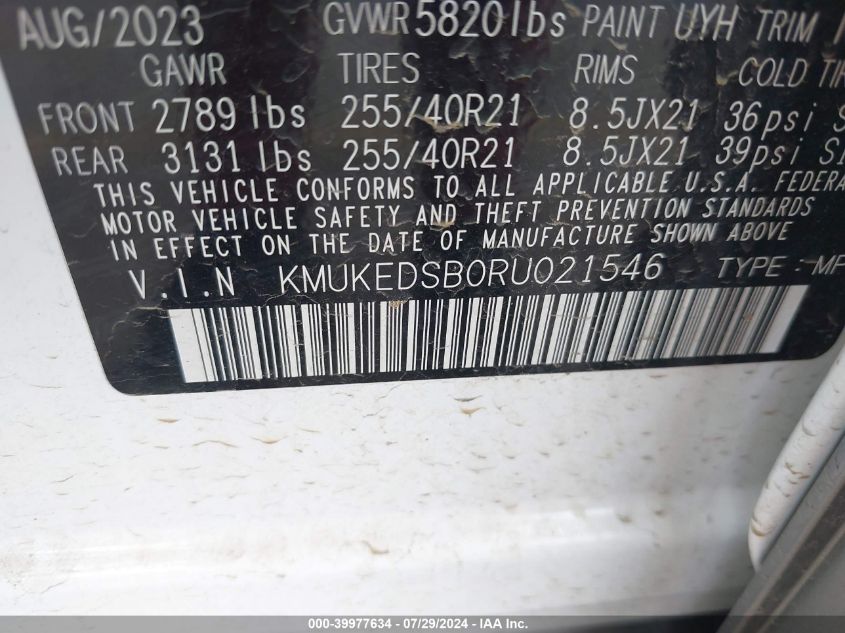 AUG/2023 GVWR 5820 lbs PAINT UYH TRIM
GAWR TIRES RIMS COLD
FRONT 2789 lbs 255/40R21 8.5JX21 36psi
REAR 3131 lbs 255/40R21 8.5JX21 39psi
THIS VEHICLE CONFORMS TO ALL APPLICABLE U.S.A. FEDERA
MOTOR VEHICLE SAFETY AND THEFT PREVENTION STANDARDS
IN EFFECT ON THE DATE OF MANUFACTURE SHOWN ABOVE
V.I.N KMUKEDSB0RU021546 TYPE - MP
000-39977634 - 07/29/2024 - IAA Inc.